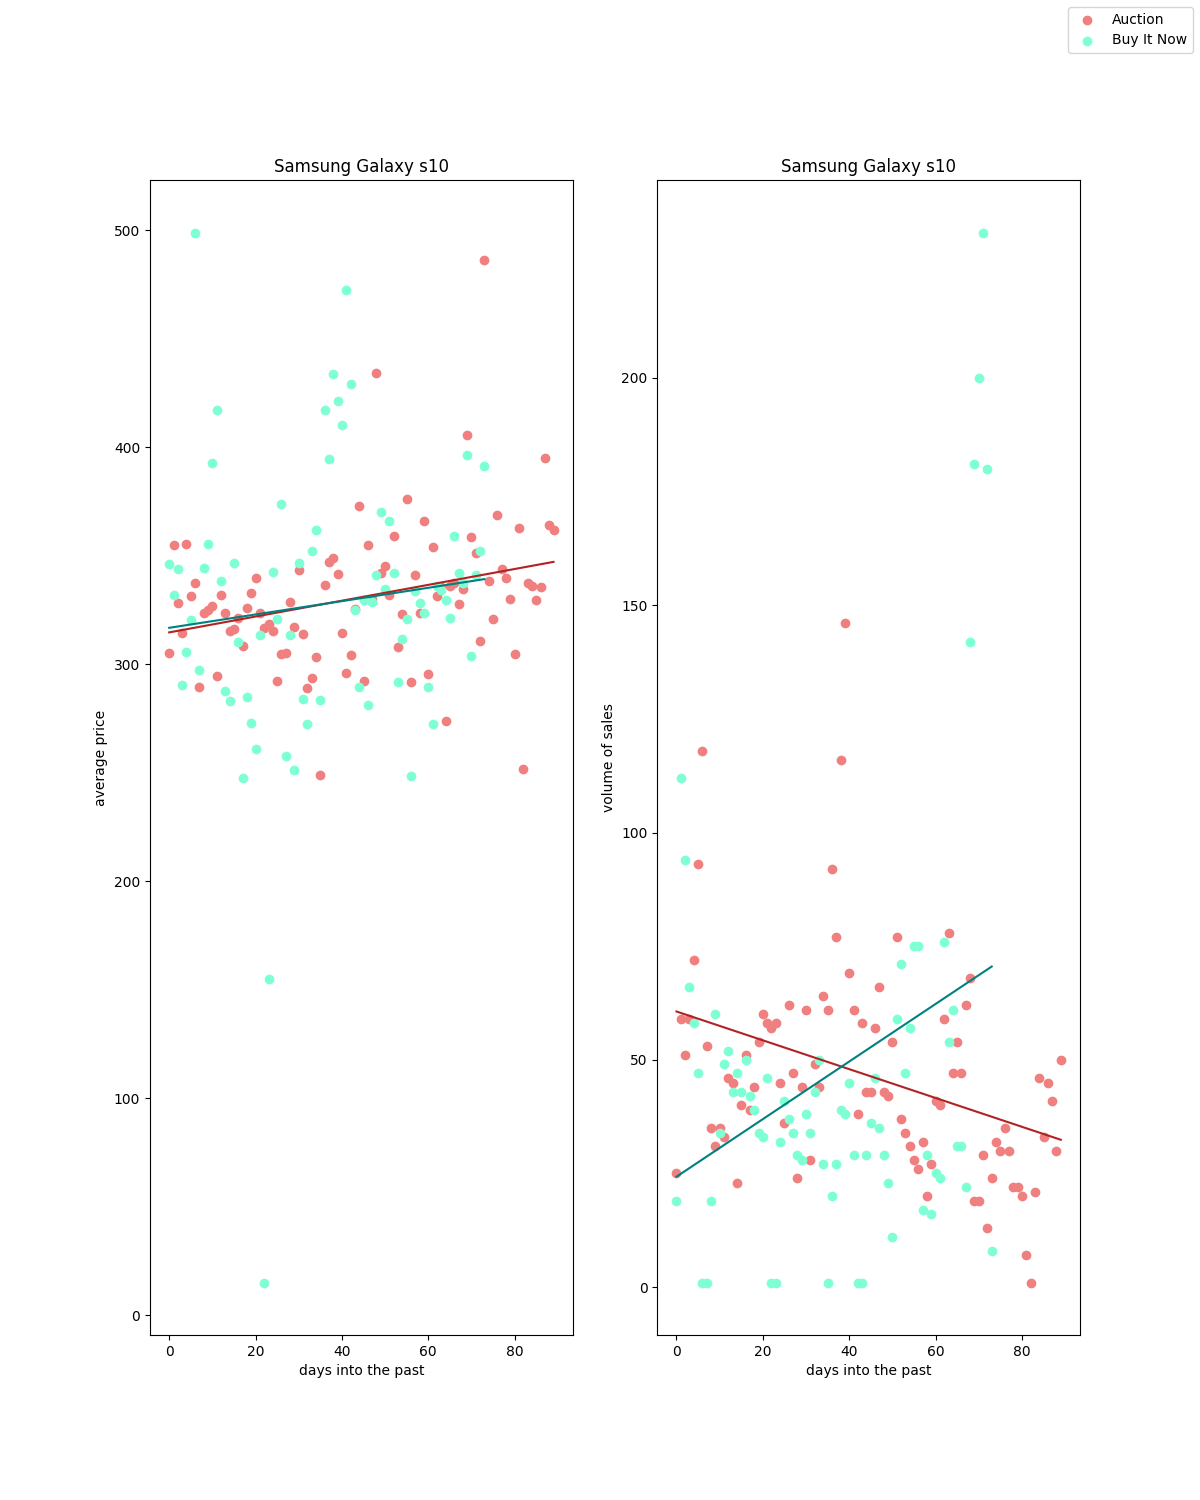 Auction
Buy It Now
Samsung Galaxy s10
500
400
300
200
100
0
average price
0 20 40 60 80
days into the past
Samsung Galaxy s10
200
150
100
50
0
volume of sales
0 20 40 60 80
days into the past